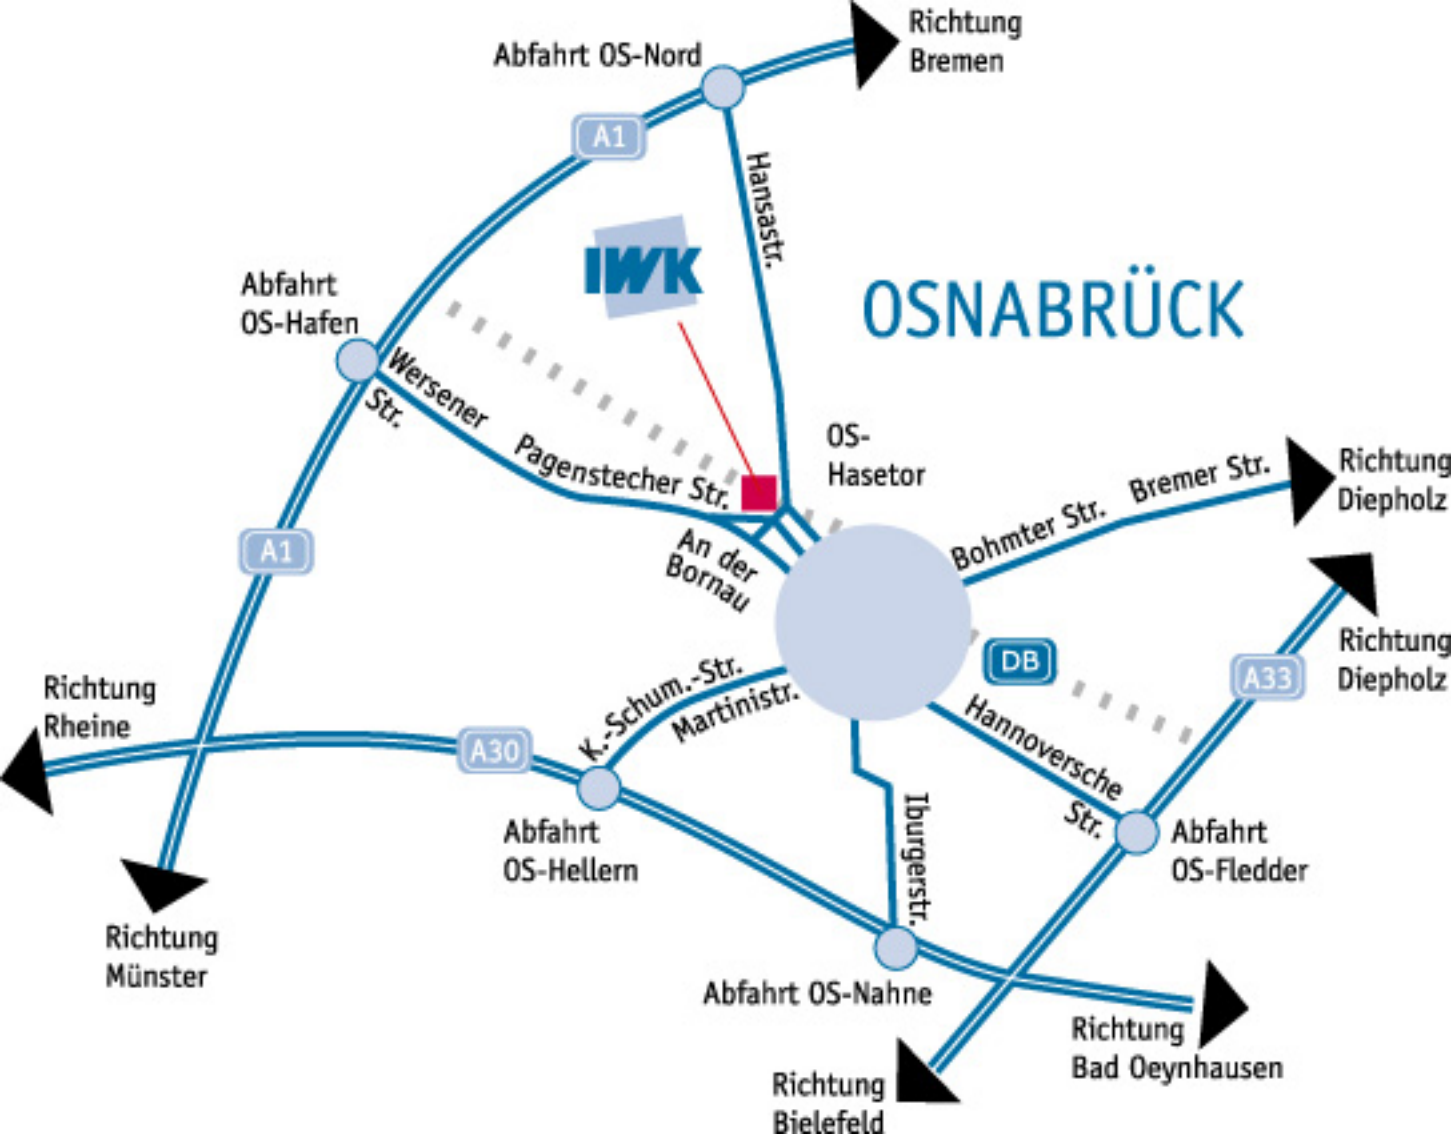 Richtung
Bremen
Abfahrt OS-Nord
A1
Hansastr.
IWK
OSNABRÜCK
Abfahrt
OS-Hafen
Wersener
Str.
Pagenstecher Str.
OS-
Hasetor
An der
Bornau
Bohmter Str.
Bremer Str.
Richtung
Diepholz
A1
Richtung
Diepholz
A33
DB
Hannoversche
Str.
Richtung
Rheine
K.-Schum.-Str.
Martinistr.
A30
Abfahrt
OS-Hellern
Iburgerstr.
Abfahrt
OS-Fledder
Richtung
Münster
Abfahrt OS-Nahne
Richtung
Bad Oeynhausen
Richtung
Bielefeld